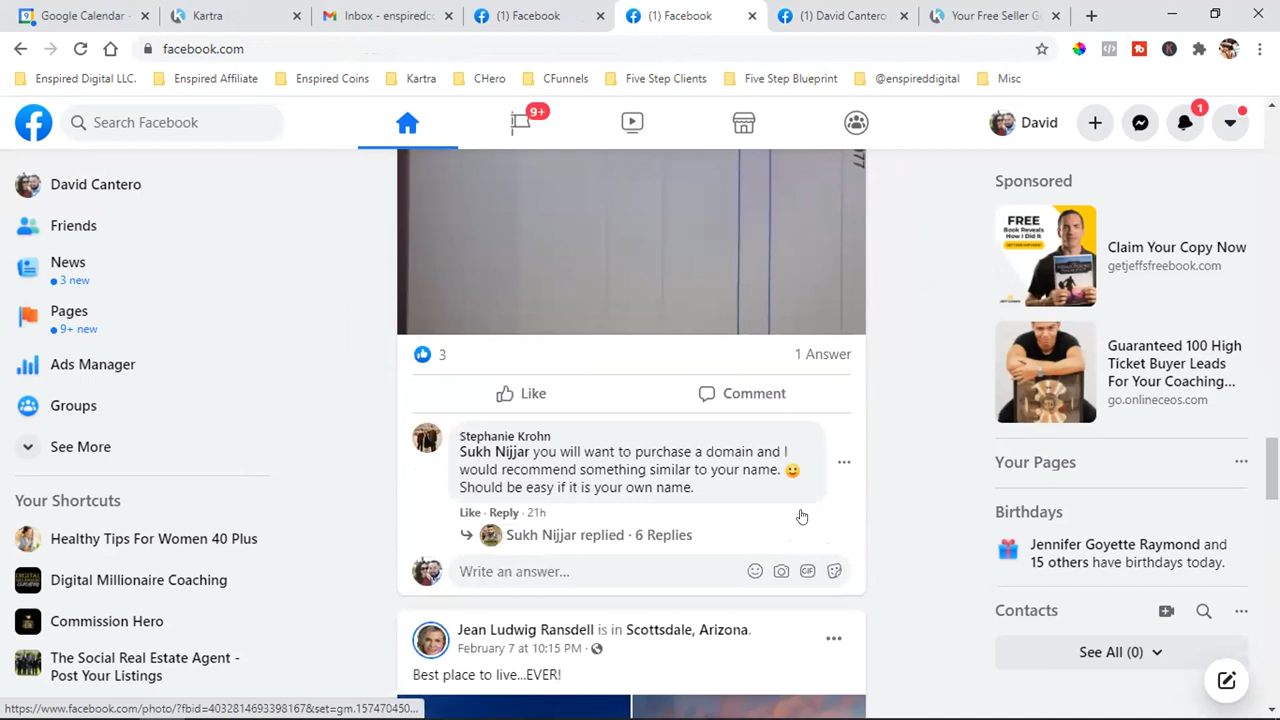 Google Calendar -
Kartra
Inbox - enspiredc
(1) Facebook
(1) Facebook
(1) David Cantero
Your Free Seller G
facebook.com
Enspired Digital LLC.
Enspired Affiliate
Enspired Coins
Kartra
CHero
CFunnels
Five Step Clients
Five Step Blueprint
@enspireddigital
Misc
Search Facebook
9+
David
1
David Cantero
Friends
News
3 new
Pages
9+ new
Ads Manager
Groups
See More
Your Shortcuts
Healthy Tips For Women 40 Plus
Digital Millionaire Coaching
Commission Hero
The Social Real Estate Agent -
Post Your Listings
777
3
1 Answer
Like
Comment
Stephanie Krohn
Sukh Nijjar you will want to purchase a domain and I
would recommend something similar to your name. 😀
Should be easy if it is your own name.
Like · Reply · 21h
Sukh Nijjar replied · 6 Replies
Write an answer...
GIF
Jean Ludwig Ransdell is in Scottsdale, Arizona.
February 7 at 10:15 PM ·
Best place to live...EVER!
Sponsored
FREE
Book Reveals
How I Did It
Claim Your Copy Now
getjeffsfreebook.com
Guaranteed 100 High
Ticket Buyer Leads
For Your Coaching...
go.onlineceos.com
Your Pages
Birthdays
Jennifer Goyette Raymond and
15 others have birthdays today.
Contacts
See All (0)
https://www.facebook.com/photo/?fbid=4032814693398167&set=gm.157470450...